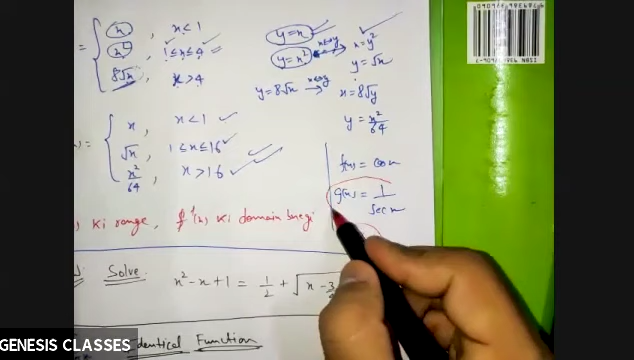 = { x , x < 1
x² , 1 ≤ x ≤ 4
8√x , x > 4
y = x
y = x² x↔y x = y²
y = √x
y = 8√x x↔y x = 8√y
y = x²/64
= { x , x < 1
√x , 1 ≤ x ≤ 16
x²/64 , x > 16
f(x) = cos x
g(x) = 1/sec x
ki range, f⁻¹(x) ki domain banegi
Solve: x² - x + 1 = 1/2 + √x - 3/
GENESIS CLASSES
dentical Function